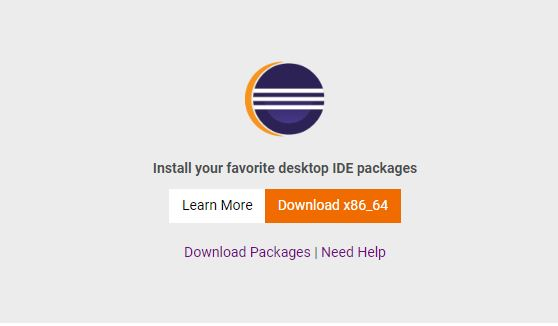 Install your favorite desktop IDE packages
Learn More Download x86_64
Download Packages | Need Help